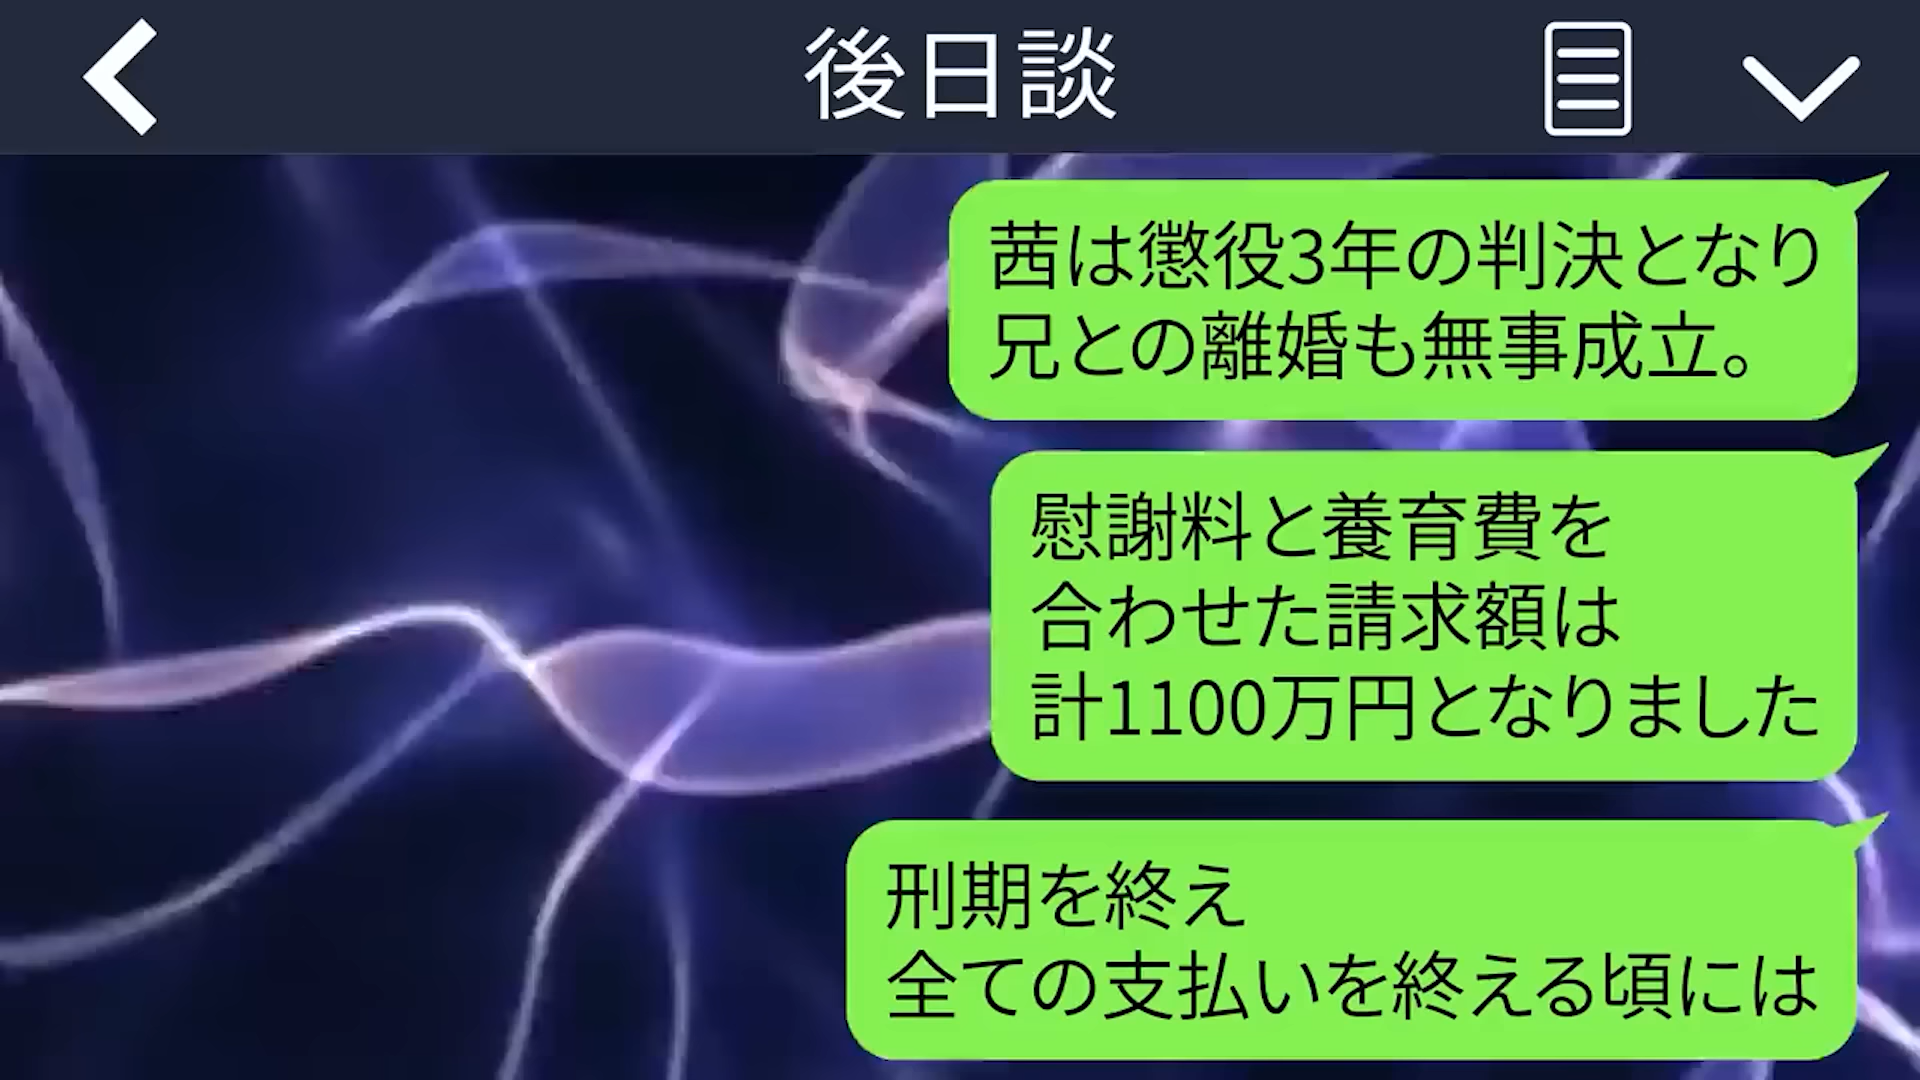 後日談
茜は懲役3年の判決となり
兄との離婚も無事成立。
慰謝料と養育費を
合わせた請求額は
計1100万円となりました
刑期を終え
全ての支払いを終える頃には